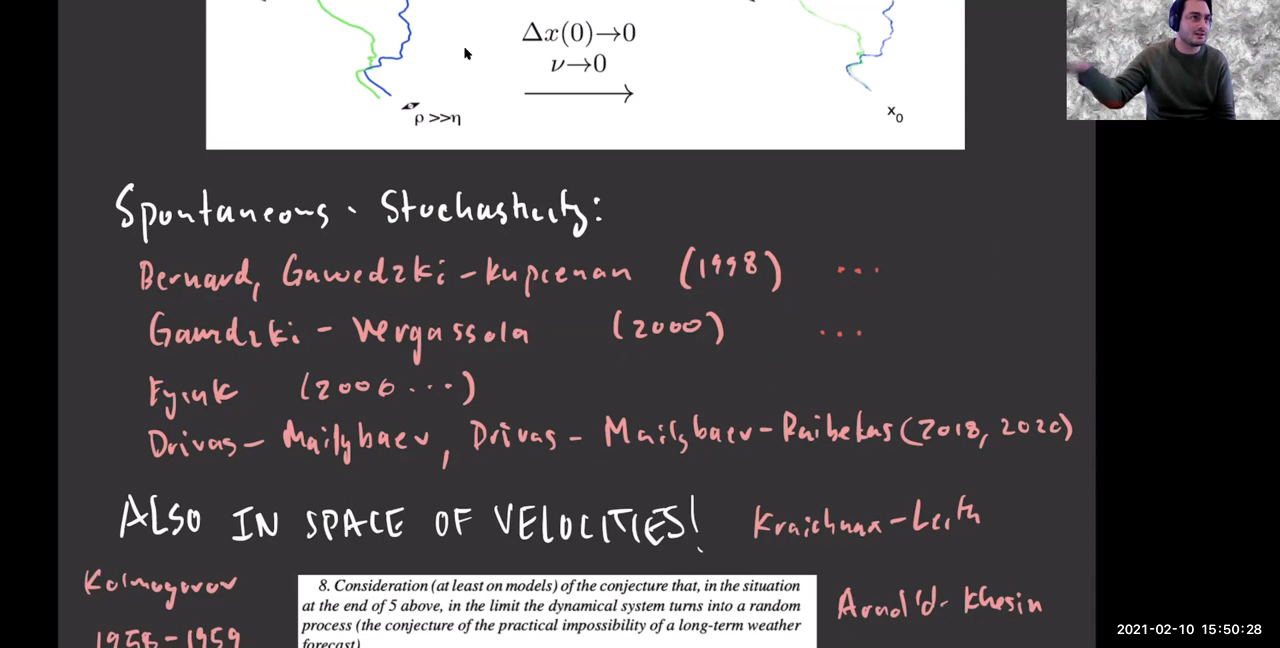 Δx(0)→0
ν→0
ρ >>η
x₀
Spontaneous - Stochasticity:
Bernard, Gawedzki - Kupienan (1998) ...
Gawdzki - Vergassola (2000) ...
Eyink (2006 ...)
Drivas - Mailybaev, Drivas - Mailybaev - Raibekas (2018, 2020)
ALSO IN SPACE OF VELOCITIES! Kraichnan - Leith
Kolmogorov
1958-1959
8. Consideration (at least on models) of the conjecture that, in the situation
at the end of 5 above, in the limit the dynamical system turns into a random
process (the conjecture of the practical impossibility of a long-term weather
forecast)
Arnol'd - Khesin
2021-02-10 15:50:28